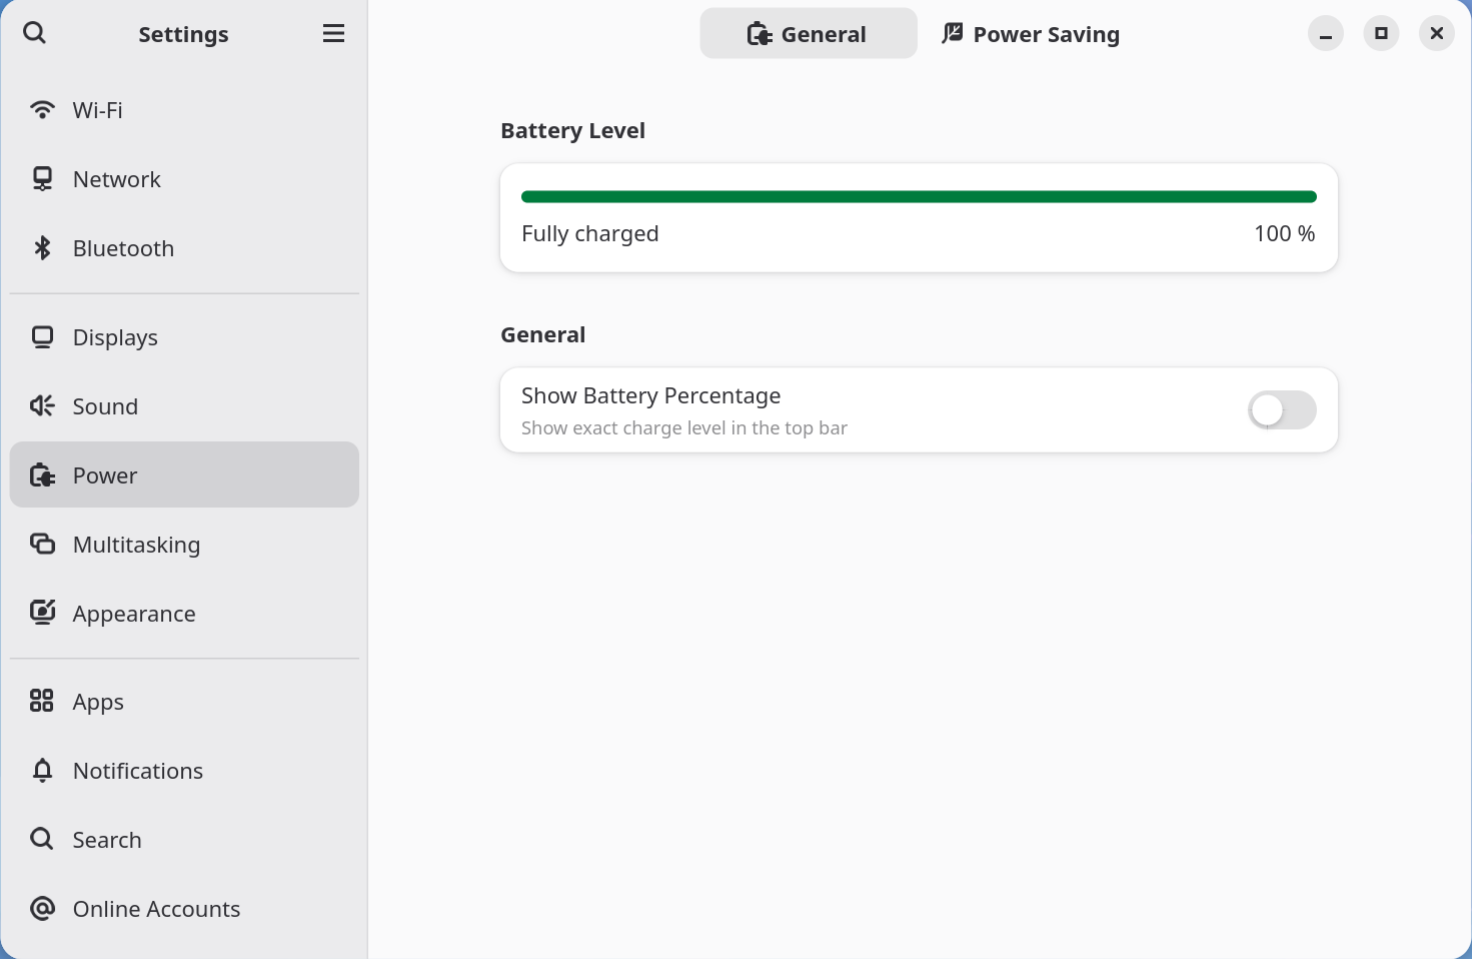 Settings
General
Power Saving
Wi-Fi
Network
Bluetooth
Displays
Sound
Power
Multitasking
Appearance
Apps
Notifications
Search
Online Accounts
Battery Level
Fully charged
100 %
General
Show Battery Percentage
Show exact charge level in the top bar